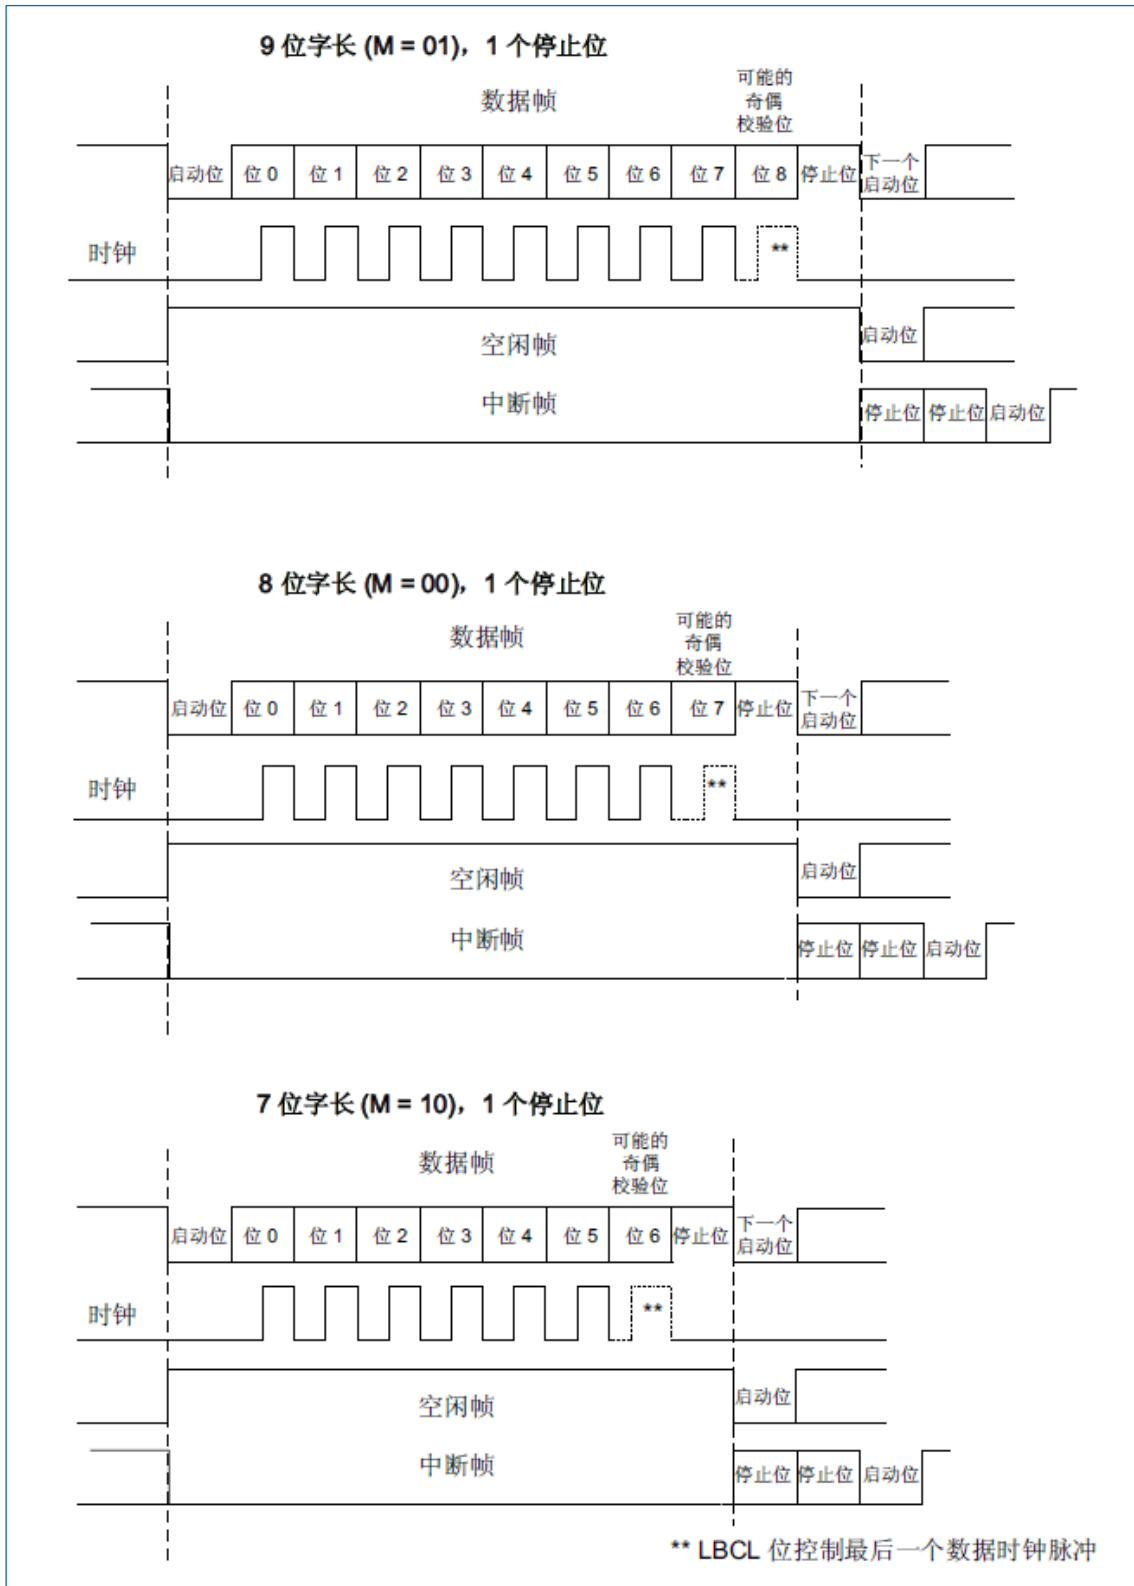 9 位字长 (M = 01)，1 个停止位
可能的
数据帧 奇偶
校验位
启动位 位 0 位 1 位 2 位 3 位 4 位 5 位 6 位 7 位 8 停止位 下一个
启动位
时钟 **
空闲帧 启动位
中断帧 停止位 停止位 启动位
8 位字长 (M = 00)，1 个停止位
可能的
数据帧 奇偶
校验位
启动位 位 0 位 1 位 2 位 3 位 4 位 5 位 6 位 7 停止位 下一个
启动位
时钟 **
空闲帧 启动位
中断帧 停止位 停止位 启动位
7 位字长 (M = 10)，1 个停止位
可能的
数据帧 奇偶
校验位
启动位 位 0 位 1 位 2 位 3 位 4 位 5 位 6 停止位 下一个
启动位
时钟 **
空闲帧 启动位
中断帧 停止位 停止位 启动位
** LBCL 位控制最后一个数据时钟脉冲